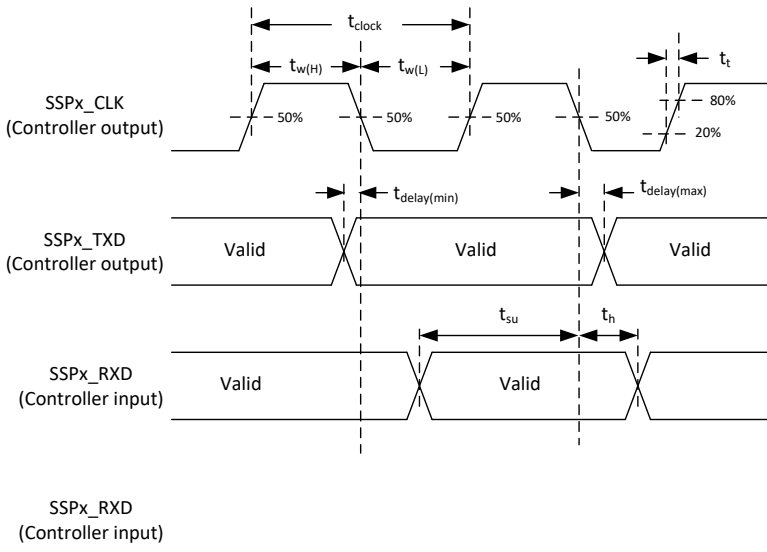 t_clock
t_w(H)
t_w(L)
t_t
SSPx_CLK
(Controller output)
50%
50%
50%
50%
80%
20%
t_delay(min)
t_delay(max)
SSPx_TXD
(Controller output)
Valid
Valid
Valid
t_su
t_h
SSPx_RXD
(Controller input)
Valid
Valid
SSPx_RXD
(Controller input)